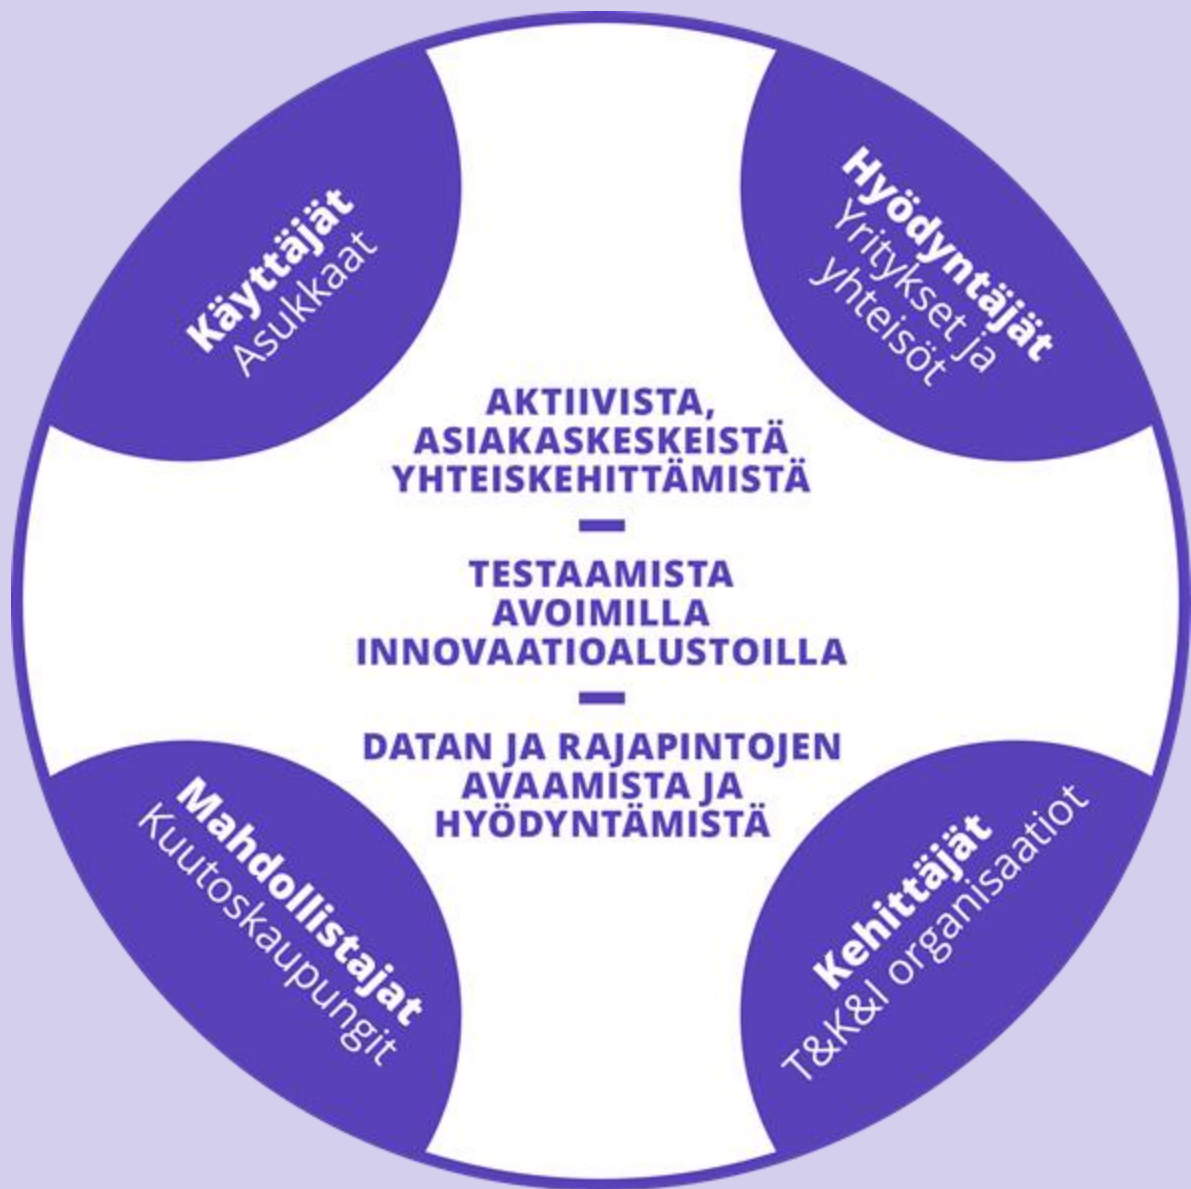 Käyttäjät
Asukkaat
Hyödyntäjät
Yritykset ja
yhteisöt
AKTIIVISTA,
ASIAKASKESKEISTÄ
YHTEISKEHITTÄMISTÄ
TESTAAMISTA
AVOIMILLA
INNOVAATIOALUSTOILLA
DATAN JA RAJAPINTOJEN
AVAAMISTA JA
HYÖDYNTÄMISTÄ
Mahdollistajat
Kuutoskaupungit
Kehittäjät
T&K&I organisaatiot